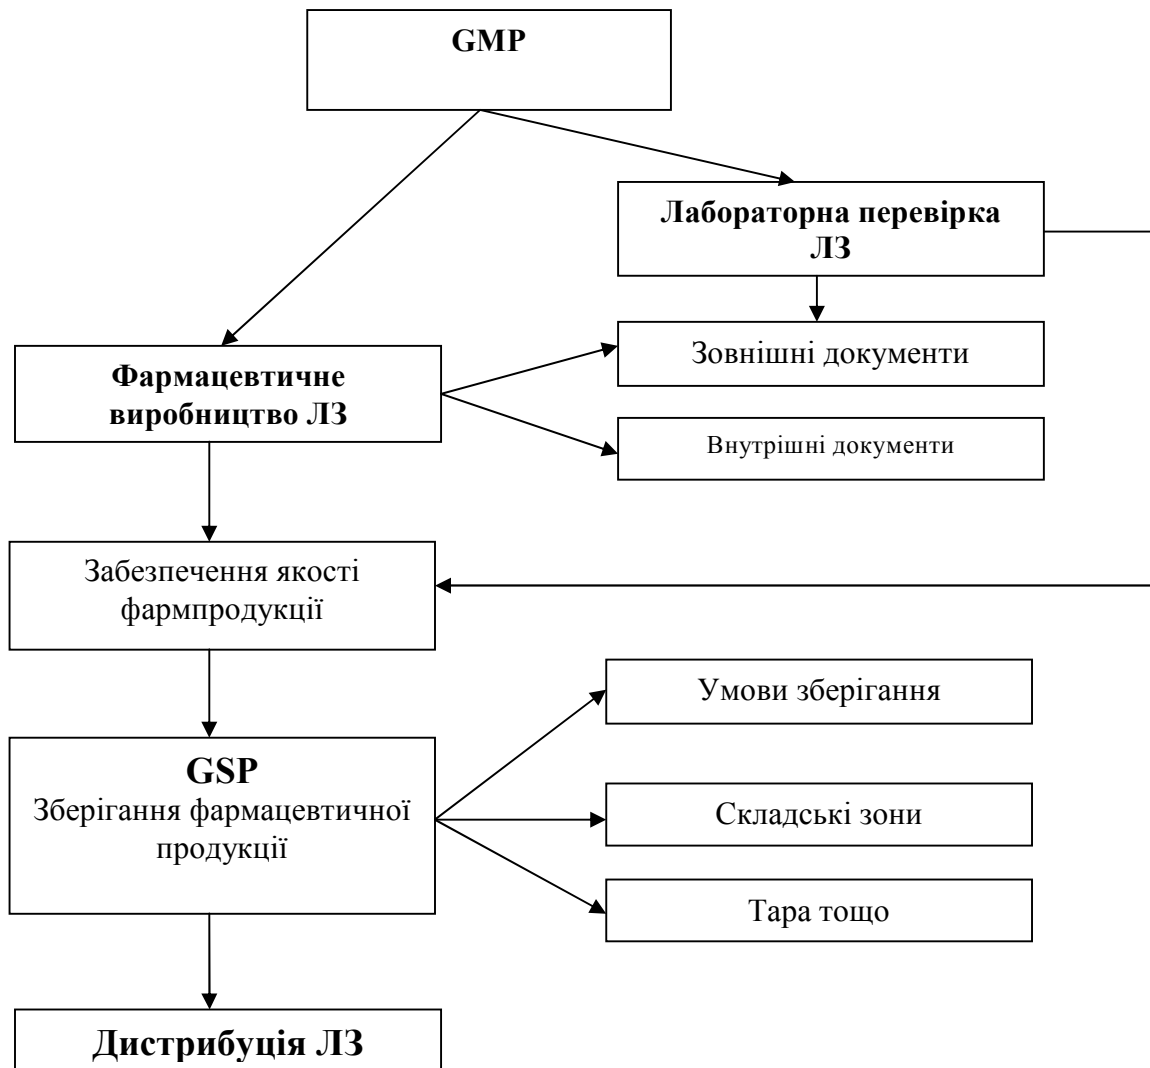 GMP
Лабораторна перевірка
ЛЗ
Зовнішні документи
Фармацевтичне
виробництво ЛЗ
Внутрішні документи
Забезпечення якості
фармпродукції
Умови зберігання
GSP
Зберігання фармацевтичної
продукції
Складські зони
Тара тощо
Дистрибуція ЛЗ